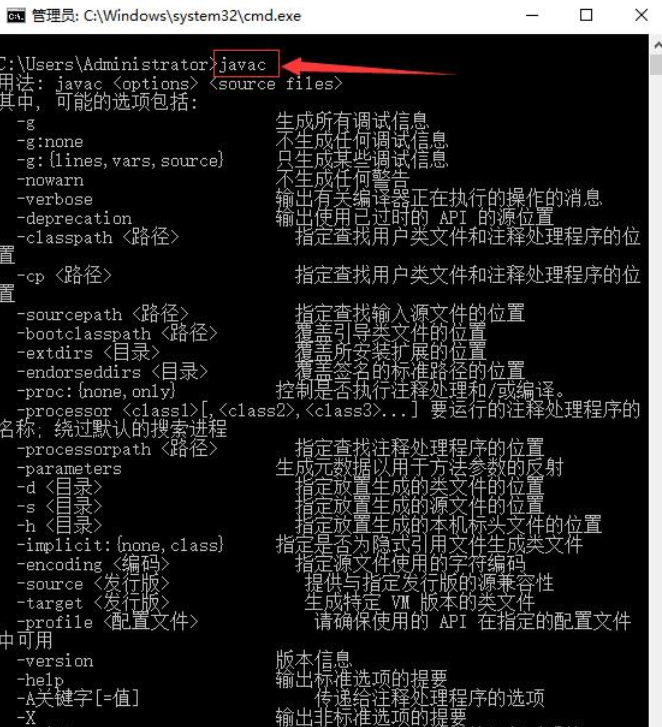 管理员: C:\Windows\system32\cmd.exe
C:\Users\Administrator>javac
用法: javac <options> <source files>
其中, 可能的选项包括:
-g 生成所有调试信息
-g:none 不生成任何调试信息
-g:{lines,vars,source} 只生成某些调试信息
-nowarn 不生成任何警告
-verbose 输出有关编译器正在执行的操作的消息
-deprecation 输出使用已过时的 API 的源位置
-classpath <路径> 指定查找用户类文件和注释处理程序的位
置
-cp <路径> 指定查找用户类文件和注释处理程序的位
置
-sourcepath <路径> 指定查找输入源文件的位置
-bootclasspath <路径> 覆盖引导类文件的位置
-extdirs <目录> 覆盖所安装扩展的位置
-endorseddirs <目录> 覆盖签名的标准路径的位置
-proc:{none,only} 控制是否执行注释处理和/或编译。
-processor <class1>[,<class2>,<class3>...] 要运行的注释处理程序的
名称; 绕过默认的搜索进程
-processorpath <路径> 指定查找注释处理程序的位置
-parameters 生成元数据以用于方法参数的反射
-d <目录> 指定放置生成的类文件的位置
-s <目录> 指定放置生成的源文件的位置
-h <目录> 指定放置生成的本机标头文件的位置
-implicit:{none,class} 指定是否为隐式引用文件生成类文件
-encoding <编码> 指定源文件使用的字符编码
-source <发行版> 提供与指定发行版的源兼容性
-target <发行版> 生成特定 VM 版本的类文件
-profile <配置文件> 请确保使用的 API 在指定的配置文件
中可用
-version 版本信息
-help 输出标准选项的提要
-A关键字[=值] 传递给注释处理程序的选项
-X 输出非标准选项的提要